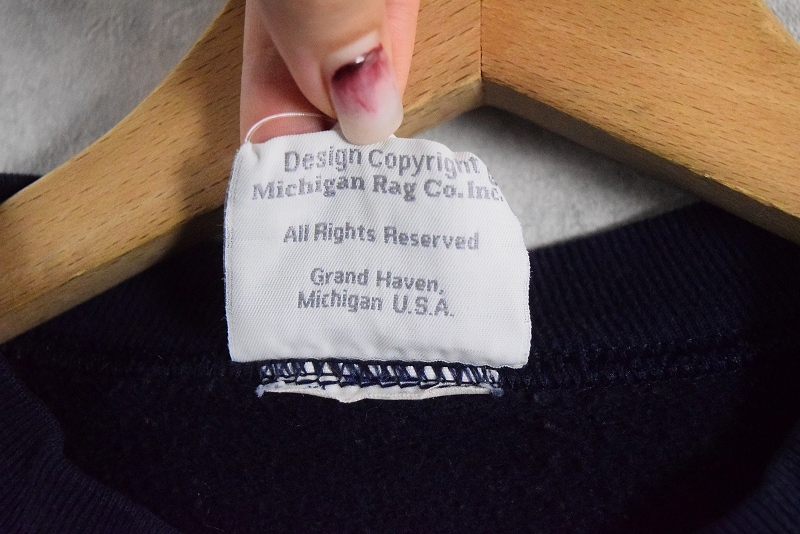 Design Copyright
Michigan Rag Co. Inc.
All Rights Reserved
Grand Haven,
Michigan U.S.A.